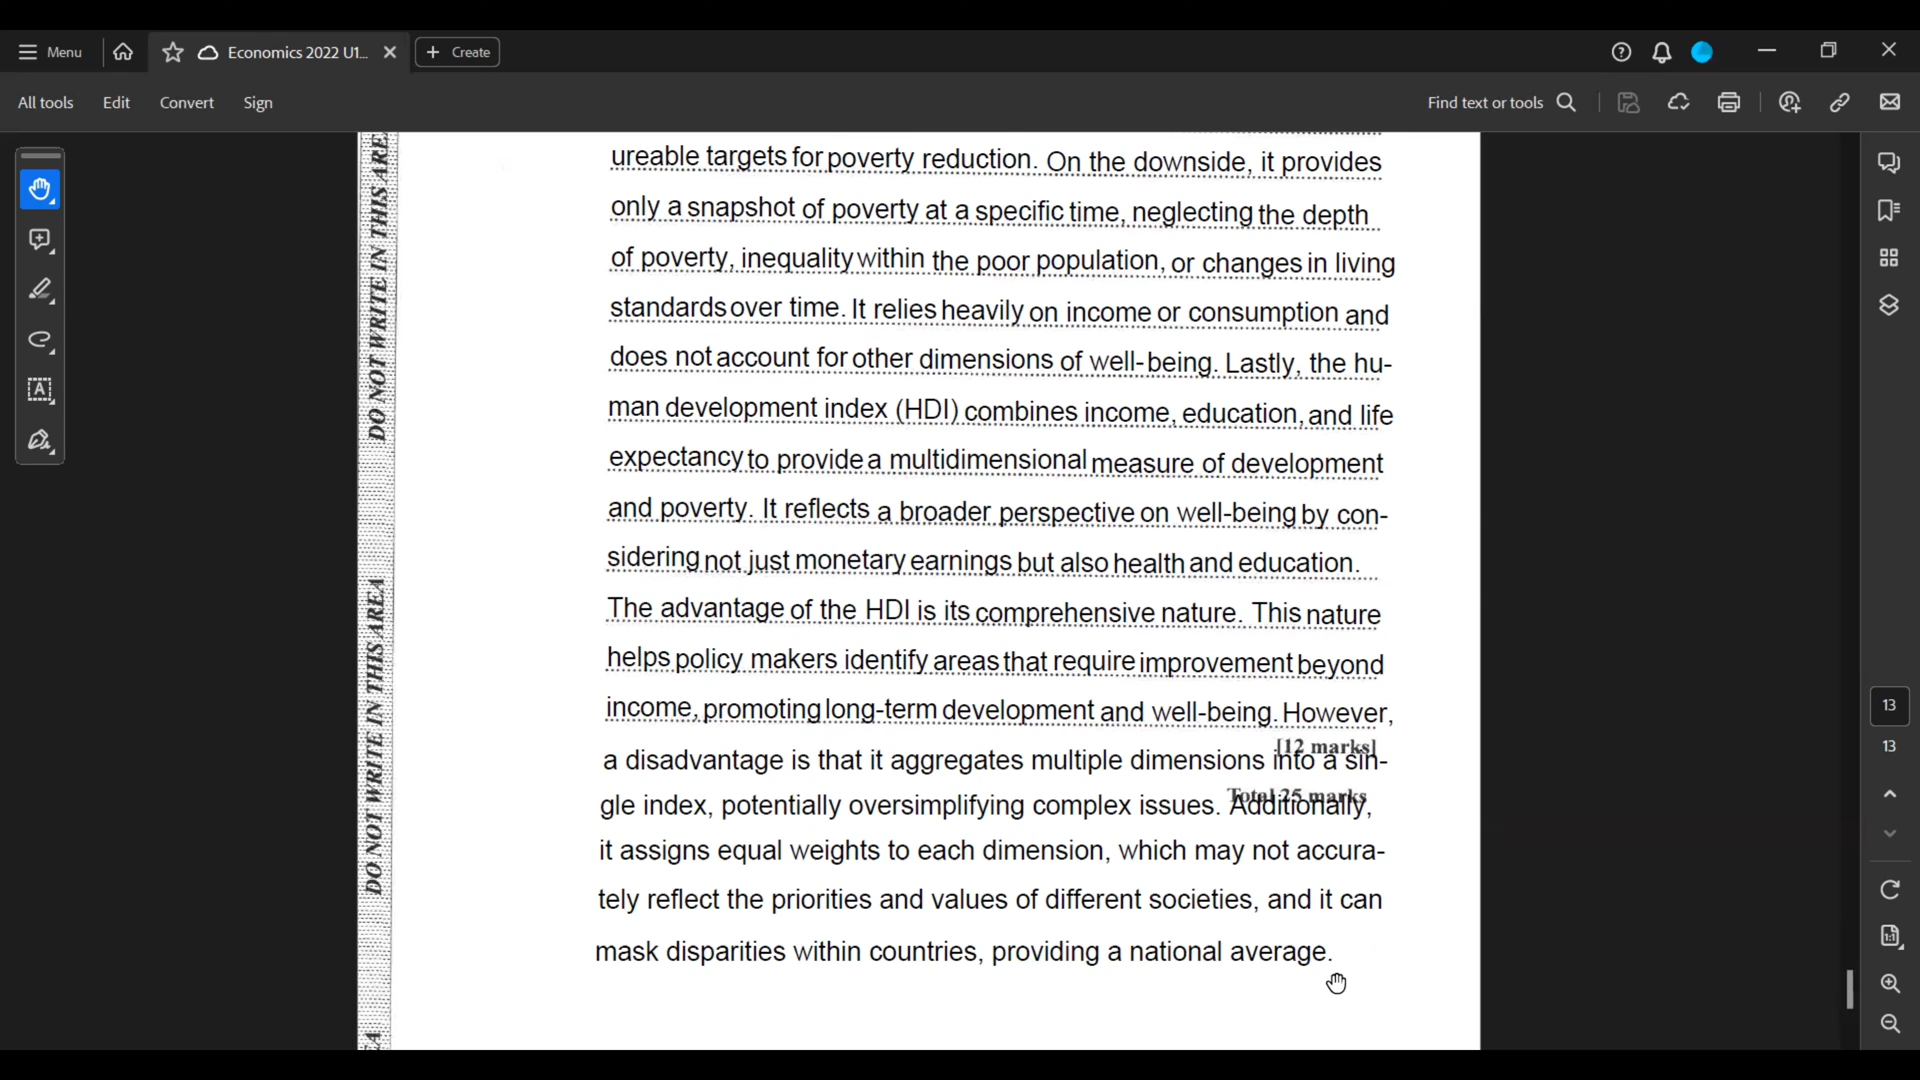 Menu
Economics 2022 U1...
Create
All tools
Edit
Convert
Sign
Find text or tools
ureable targets for poverty reduction. On the downside, it provides
only a snapshot of poverty at a specific time, neglecting the depth
of poverty, inequality within the poor population, or changes in living
standards over time. It relies heavily on income or consumption and
does not account for other dimensions of well-being. Lastly, the hu-
man development index (HDI) combines income, education, and life
expectancy to provide a multidimensional measure of development
and poverty. It reflects a broader perspective on well-being by con-
sidering not just monetary earnings but also health and education.
The advantage of the HDI is its comprehensive nature. This nature
helps policy makers identify areas that require improvement beyond
income, promoting long-term development and well-being. However,
[12 marks]
a disadvantage is that it aggregates multiple dimensions into a sin-
Total 25 marks
gle index, potentially oversimplifying complex issues. Additionally,
it assigns equal weights to each dimension, which may not accura-
tely reflect the priorities and values of different societies, and it can
mask disparities within countries, providing a national average.
DO NOT WRITE IN THIS ARE
DO NOT WRITE IN THIS AREA
EA
13
13
1:1